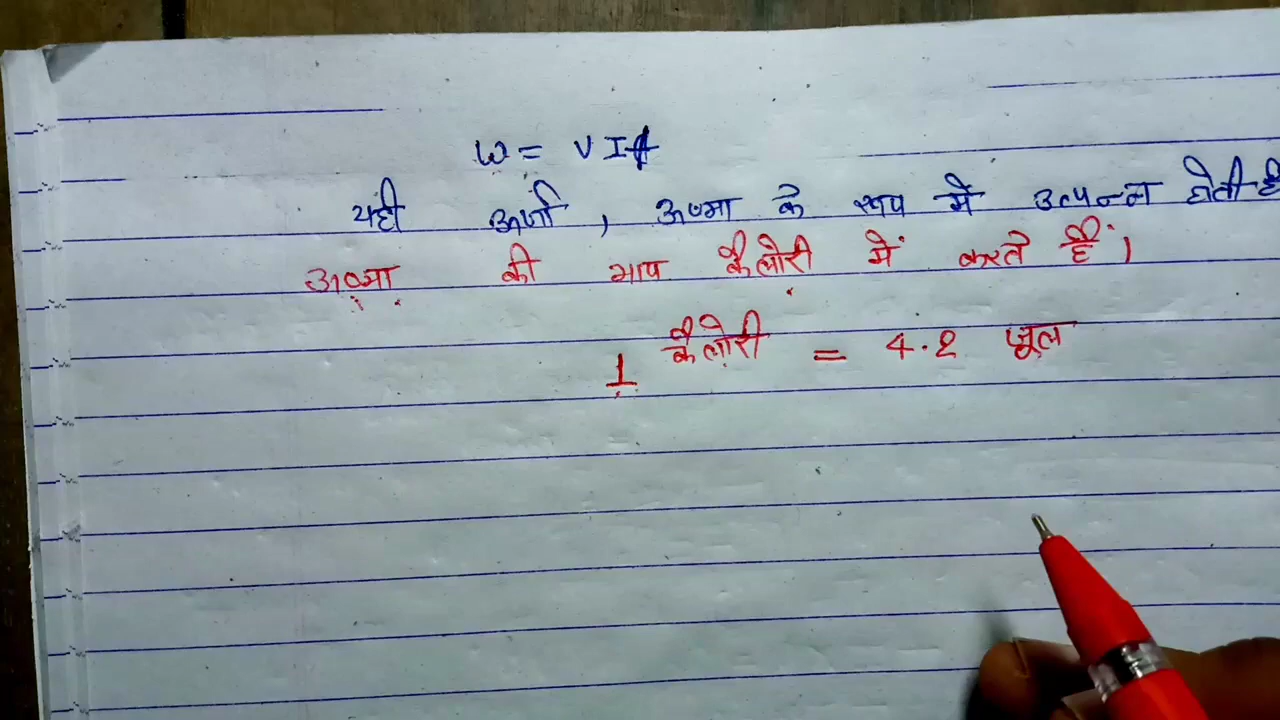 W = VIt
यही ऊर्जा , ऊष्मा के रूप में उत्पन्न होती है
ऊष्मा की माप कैलोरी में करते हैं।
1 कैलोरी = 4.2 जूल